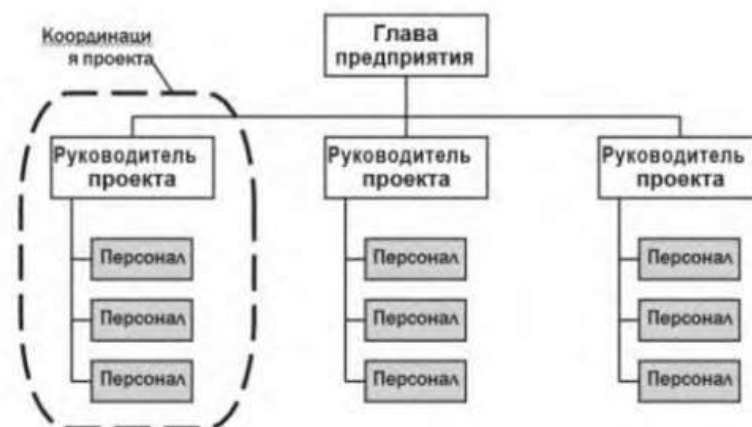 Координаци
я проекта
Глава
предприятия
Руководитель
проекта
Руководитель
проекта
Руководитель
проекта
Персонал
Персонал
Персонал
Персонал
Персонал
Персонал
Персонал
Персонал
Персонал